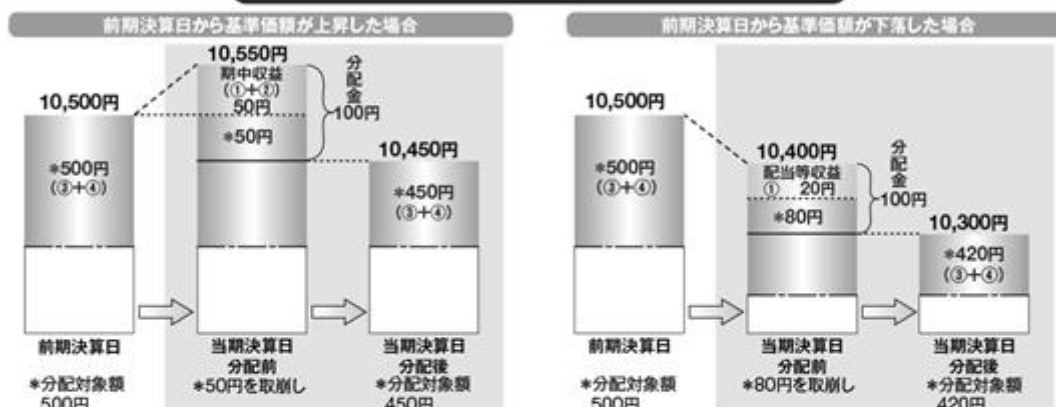 前期決算日から基準価額が上昇した場合
10,550円
期中収益
(①+②)
50円
*50円
分配金
100円
10,500円
*500円
(③+④)
10,450円
*450円
(③+④)
前期決算日
当期決算日
分配前
当期決算日
分配後
*分配対象額
500円
*50円を取崩し
*分配対象額
450円
前期決算日から基準価額が下落した場合
10,500円
*500円
(③+④)
10,400円
配当等収益
① 20円
*80円
分配金
100円
10,300円
*420円
(③+④)
前期決算日
当期決算日
分配前
当期決算日
分配後
*分配対象額
500円
*80円を取崩し
*分配対象額
420円